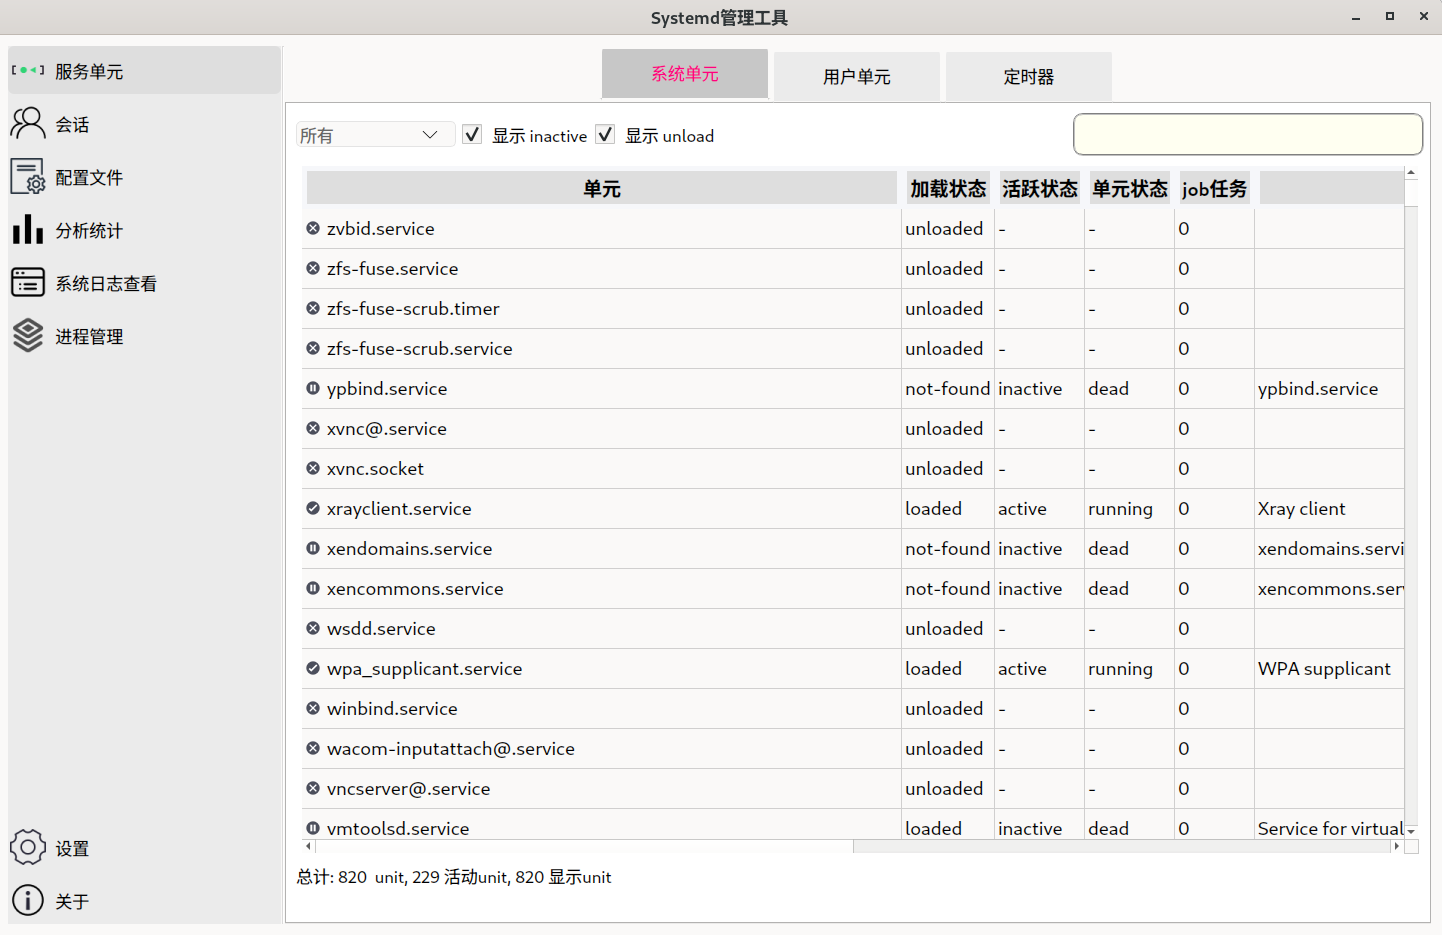 Systemd管理工具
服务单元
会话
配置文件
分析统计
系统日志查看
进程管理
设置
关于
系统单元 用户单元 定时器
所有 显示 inactive 显示 unload
单元 加载状态 活跃状态 单元状态 job任务
zvbid.service unloaded - - 0
zfs-fuse.service unloaded - - 0
zfs-fuse-scrub.timer unloaded - - 0
zfs-fuse-scrub.service unloaded - - 0
ypbind.service not-found inactive dead 0 ypbind.service
xvnc@.service unloaded - - 0
xvnc.socket unloaded - - 0
xrayclient.service loaded active running 0 Xray client
xendomains.service not-found inactive dead 0 xendomains.servi
xencommons.service not-found inactive dead 0 xencommons.serv
wsdd.service unloaded - - 0
wpa_supplicant.service loaded active running 0 WPA supplicant
winbind.service unloaded - - 0
wacom-inputattach@.service unloaded - - 0
vncserver@.service unloaded - - 0
vmtoolsd.service loaded inactive dead 0 Service for virtual
总计: 820 unit, 229 活动unit, 820 显示unit